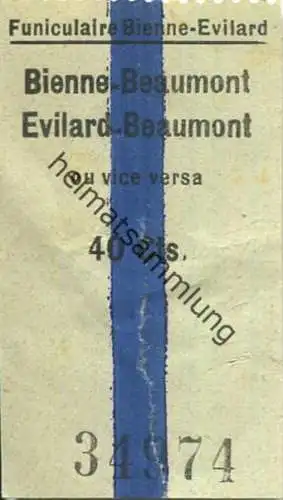 Funiculaire Bienne-Evilard
Bienne-Beaumont
Evilard-Beaumont
ou vice versa
40 cts.
heimatsammlung
34974